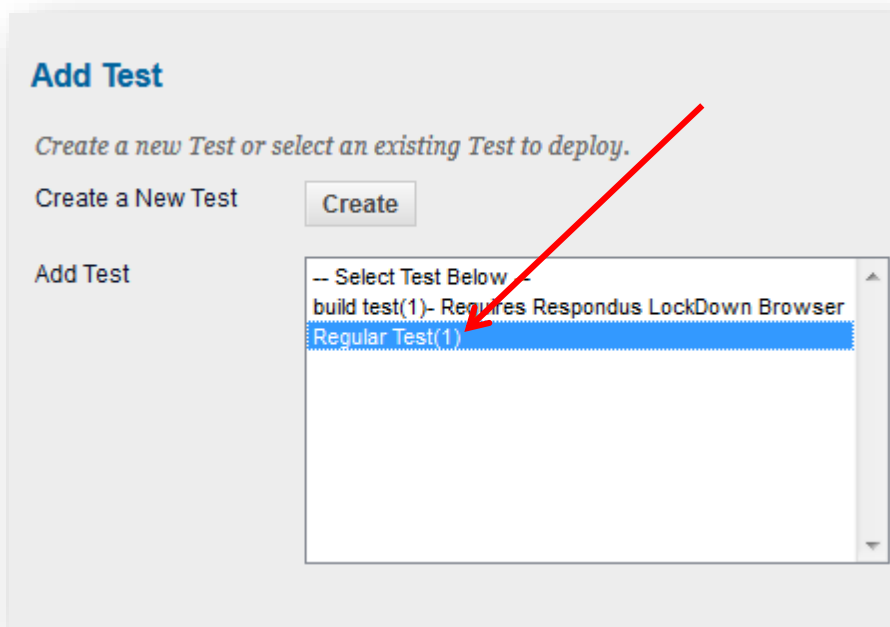 Add Test
Create a new Test or select an existing Test to deploy.
Create a New Test
Create
Add Test
-- Select Test Below --
build test(1)- Requires Respondus LockDown Browser
Regular Test(1)